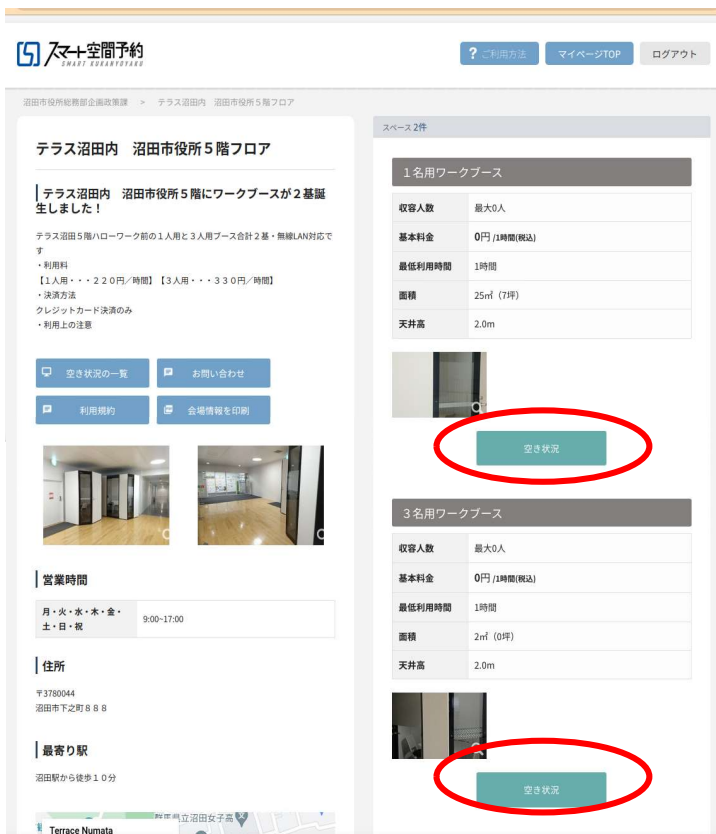 スマート空間予約
SMART KUKANYOYAKU
? ご利用方法
マイページTOP
ログアウト
沼田市役所総務部企画政策課 > テラス沼田内 沼田市役所５階フロア
テラス沼田内 沼田市役所５階フロア
テラス沼田内 沼田市役所５階にワークブースが２基誕
生しました！
テラス沼田５階ハローワーク前の１人用と３人用ブース合計２基・無線LAN対応で
す
・利用料
【１人用・・・２２０円／時間】【３人用・・・３３０円／時間】
・決済方法
クレジットカード決済のみ
・利用上の注意
空き状況の一覧
お問い合わせ
利用規約
会場情報を印刷
営業時間
月・火・水・木・金・
土・日・祝
9:00~17:00
住所
〒3780044
沼田市下之町８８８
最寄り駅
沼田駅から徒歩１０分
立沼田女子高
Terrace Numata
スペース 2件
１名用ワークブース
収容人数 最大0人
基本料金 0円 /1時間(税込)
最低利用時間 1時間
面積 25㎡（7坪）
天井高 2.0m
空き状況
３名用ワークブース
収容人数 最大0人
基本料金 0円 /1時間(税込)
最低利用時間 1時間
面積 2㎡（0坪）
天井高 2.0m
空き状況